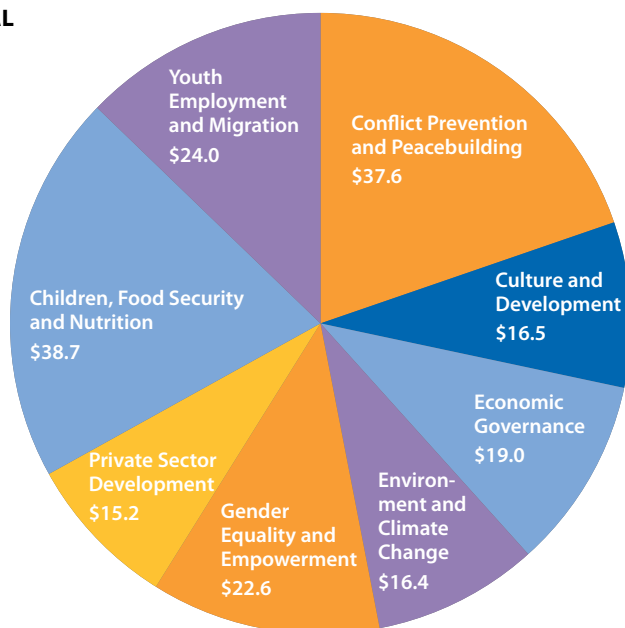 Youth
Employment
and Migration
$24.0
Conflict Prevention
and Peacebuilding
$37.6
Culture and
Development
$16.5
Children, Food Security
and Nutrition
$38.7
Economic
Governance
$19.0
Private Sector
Development
$15.2
Environ-
ment and
Climate
Change
$16.4
Gender
Equality and
Empowerment
$22.6